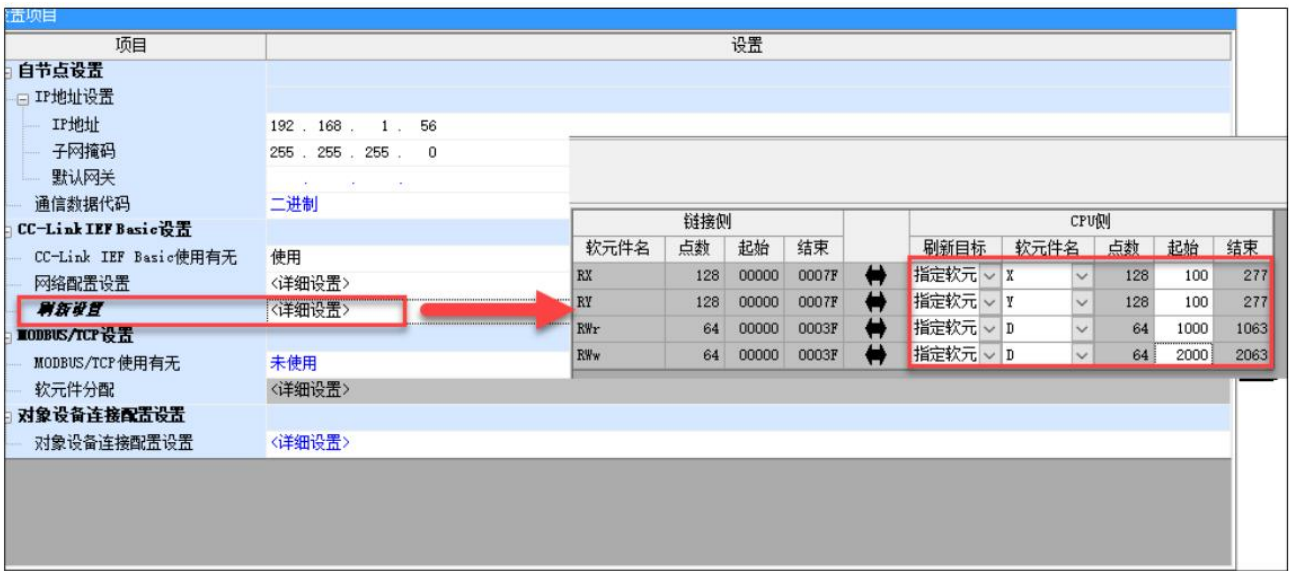 设置项目
项目 设置
自节点设置
IP地址设置
IP地址 192 . 168 . 1 . 56
子网掩码 255 . 255 . 255 . 0
默认网关 . . .
通信数据代码 二进制
CC-Link IEF Basic设置
CC-Link IEF Basic使用有无 使用
网络配置设置 <详细设置>
刷新设置 <详细设置>
MODBUS/TCP设置
MODBUS/TCP使用有无 未使用
软元件分配 <详细设置>
对象设备连接配置设置
对象设备连接配置设置 <详细设置>
链接侧 CPU侧
软元件名 点数 起始 结束 刷新目标 软元件名 点数 起始 结束
RX 128 00000 0007F 指定软元 X 128 100 277
RY 128 00000 0007F 指定软元 Y 128 100 277
RWr 64 00000 0003F 指定软元 D 64 1000 1063
RWw 64 00000 0003F 指定软元 D 64 2000 2063